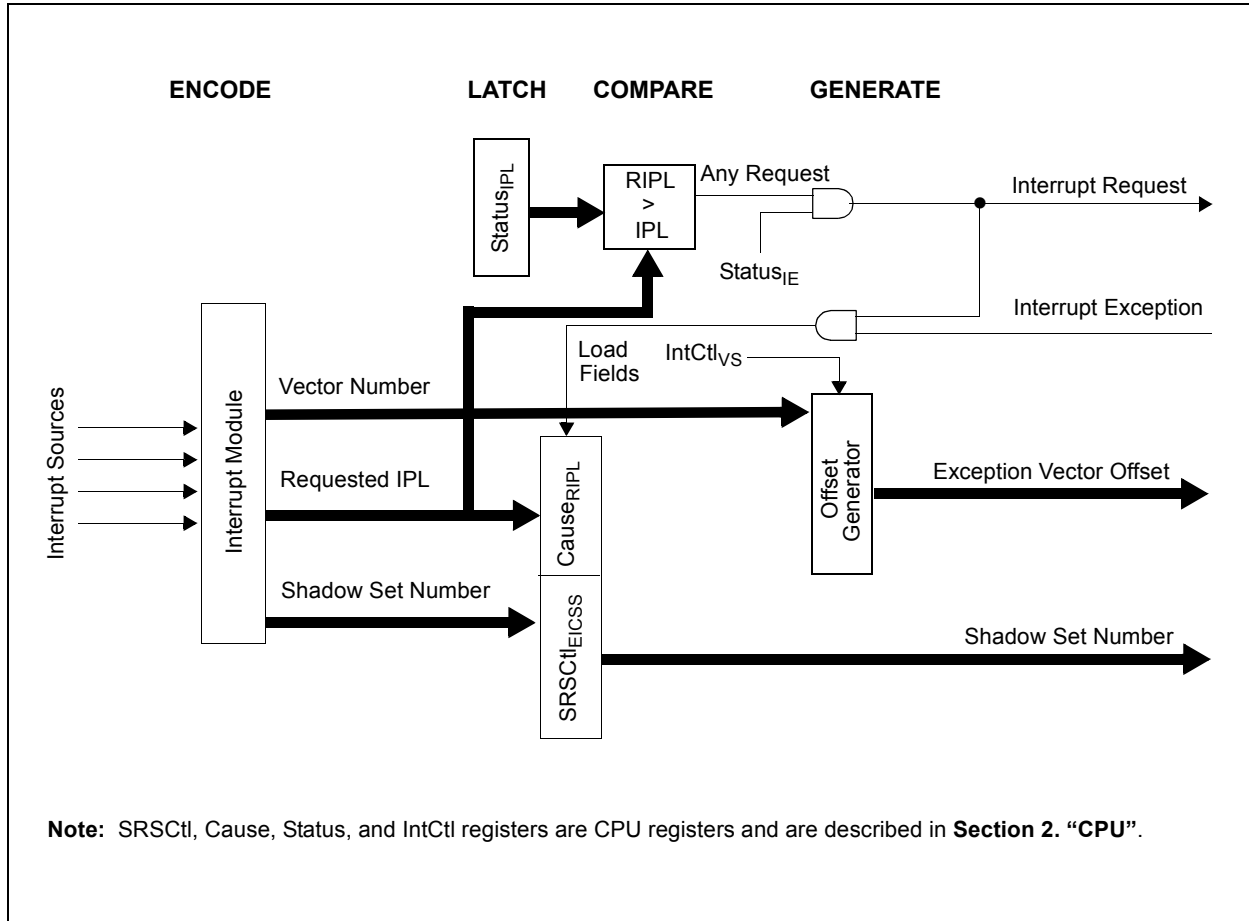 ENCODE
LATCH
COMPARE
GENERATE
StatusIPL
RIPL
>
IPL
Any Request
Interrupt Request
StatusIE
Interrupt Exception
Load
Fields
IntCtlVS
Interrupt Sources
Interrupt Module
Vector Number
Requested IPL
Shadow Set Number
CauseRIPL
SRSCtlEICSS
Offset
Generator
Exception Vector Offset
Shadow Set Number
Note: SRSCtl, Cause, Status, and IntCtl registers are CPU registers and are described in Section 2. “CPU”.